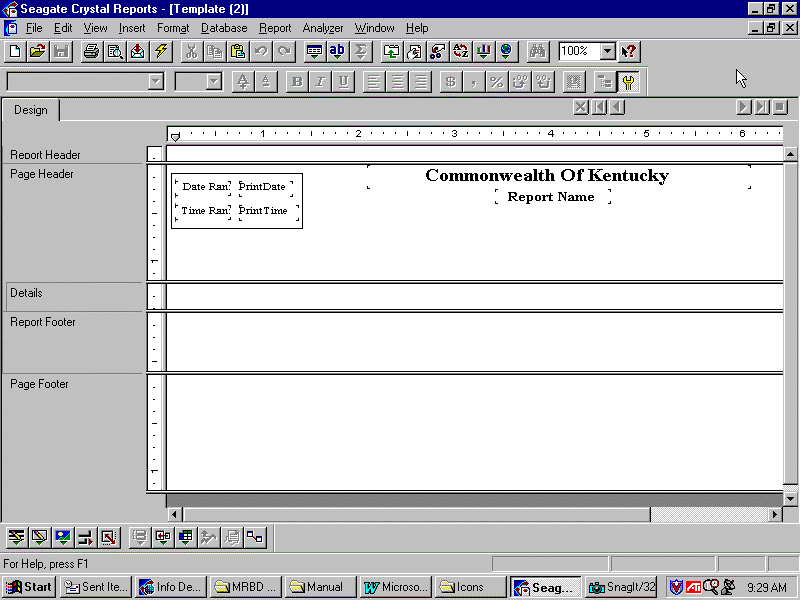 Seagate Crystal Reports - [Template (2)]
File Edit View Insert Format Database Report Analyzer Window Help
ab 100%
B I U $ , %
Design
1 2 3 4 5 6
Report Header
Page Header
Commonwealth Of Kentucky
Date Ran: PrintDate
Report Name
Time Ran: PrintTime
1
Details
Report Footer
Page Footer
1
For Help, press F1
Start Sent Ite... Info De... MRBD ... Manual Microso... Icons Seag... SnagIt/32 9:29 AM